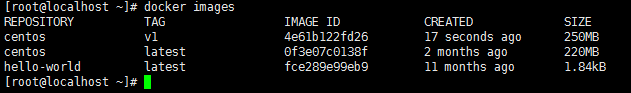 [root@localhost ~]# docker images
REPOSITORY TAG IMAGE ID CREATED SIZE
centos v1 4e61b122fd26 17 seconds ago 250MB
centos latest 0f3e07c0138f 2 months ago 220MB
hello-world latest fce289e99eb9 11 months ago 1.84kB
[root@localhost ~]#